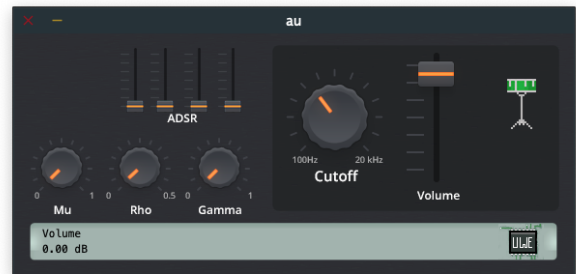 au
ADSR
100Hz
20 kHz
Cutoff
0
1
0
0.5
0
1
Mu
Rho
Gamma
Volume
Volume
0.00 dB
UWE